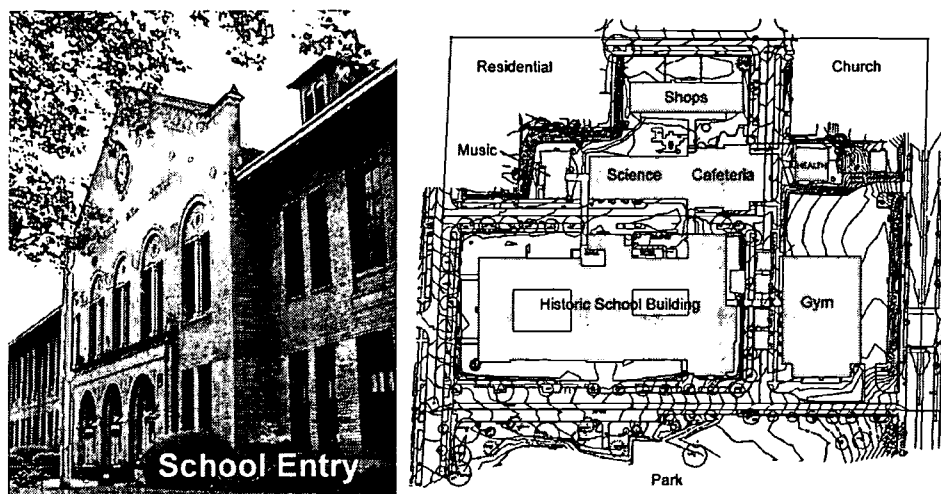 School Entry
Residential
Church
Shops
Music
Science
Cafeteria
HEALTH
Historic School Building
Gym
Park